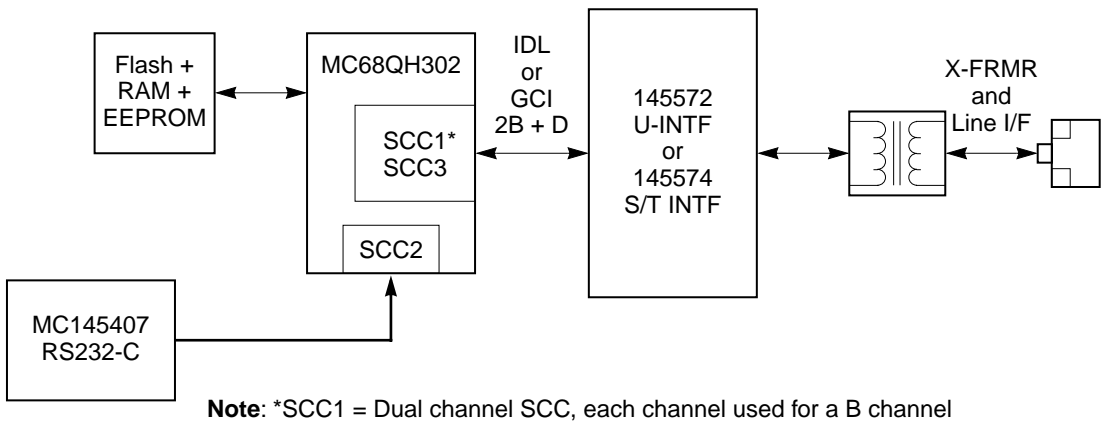 Flash +
RAM +
EEPROM
MC68QH302
SCC1*
SCC3
SCC2
IDL
or
GCI
2B + D
145572
U-INTF
or
145574
S/T INTF
X-FRMR
and
Line I/F
MC145407
RS232-C
Note: *SCC1 = Dual channel SCC, each channel used for a B channel